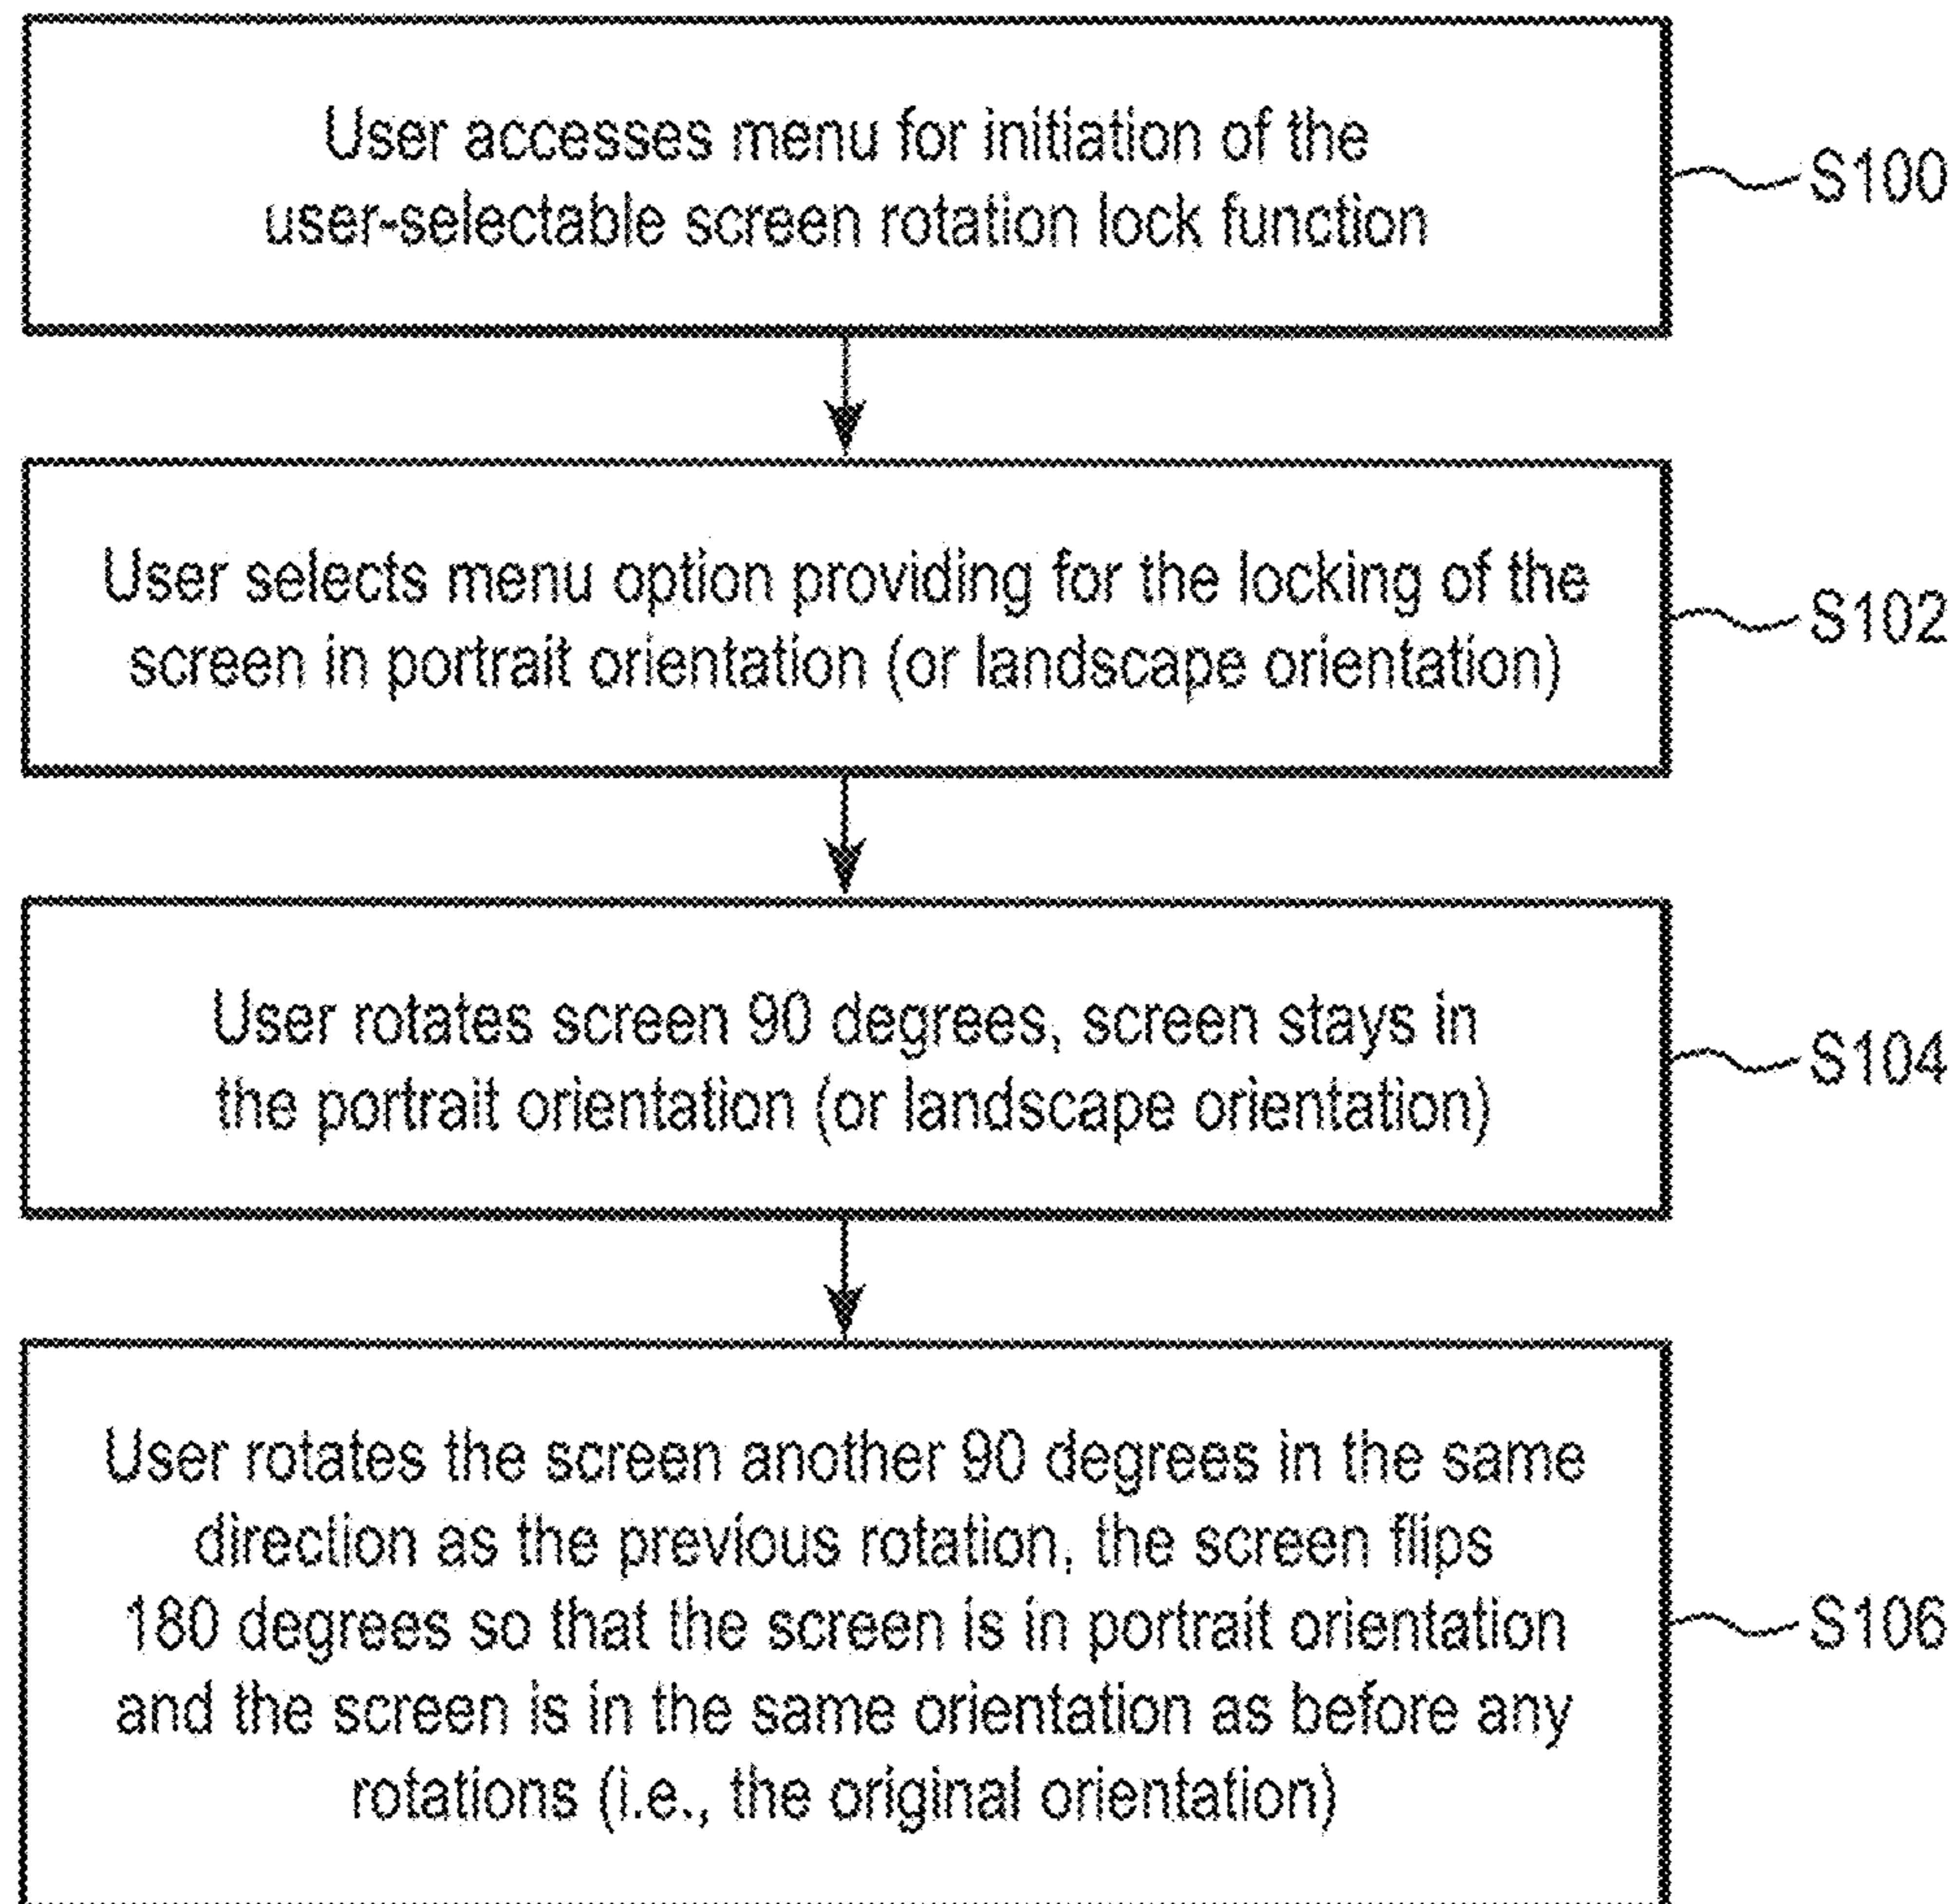 User accesses menu for initiation of the
user-selectable screen rotation lock function
S100
User selects menu option providing for the locking of the
screen in portrait orientation (or landscape orientation)
S102
User rotates screen 90 degrees, screen stays in
the portrait orientation (or landscape orientation)
S104
User rotates the screen another 90 degrees in the same
direction as the previous rotation, the screen flips
180 degrees so that the screen is in portrait orientation
and the screen is in the same orientation as before any
rotations (i.e., the original orientation)
S106